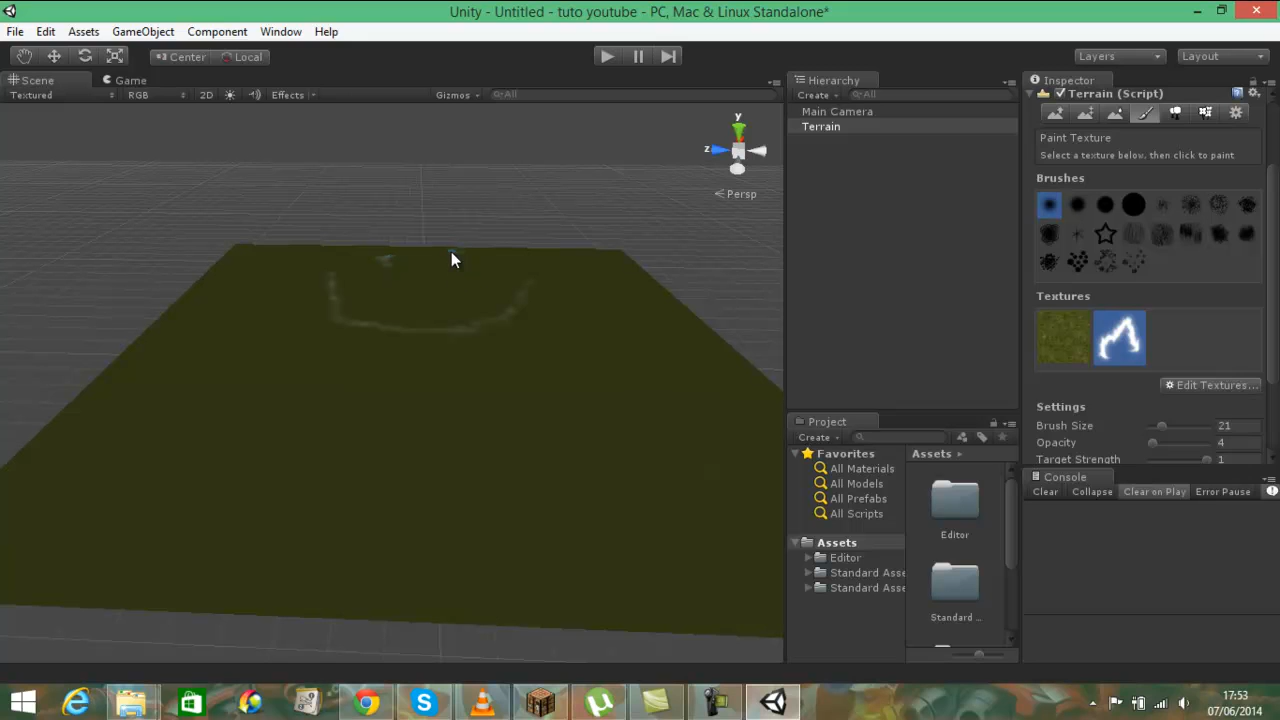 Unity - Untitled - tuto youtube - PC, Mac & Linux Standalone*
File Edit Assets GameObject Component Window Help
Center Local Layers Layout
Scene Game
Textured RGB 2D Effects Gizmos All
y
z
Persp
Hierarchy
Create All
Main Camera
Terrain
Inspector
Terrain (Script)
Paint Texture
Select a texture below, then click to paint
Brushes
Textures
Edit Textures...
Settings
Brush Size 21
Opacity 4
Target Strength 1
Project
Create
Favorites
All Materials
All Models
All Prefabs
All Scripts
Assets
Editor
Standard Asse
Standard Asse
Assets
Editor
Standard ...
Console
Clear Collapse Clear on Play Error Pause
17:53
07/06/2014